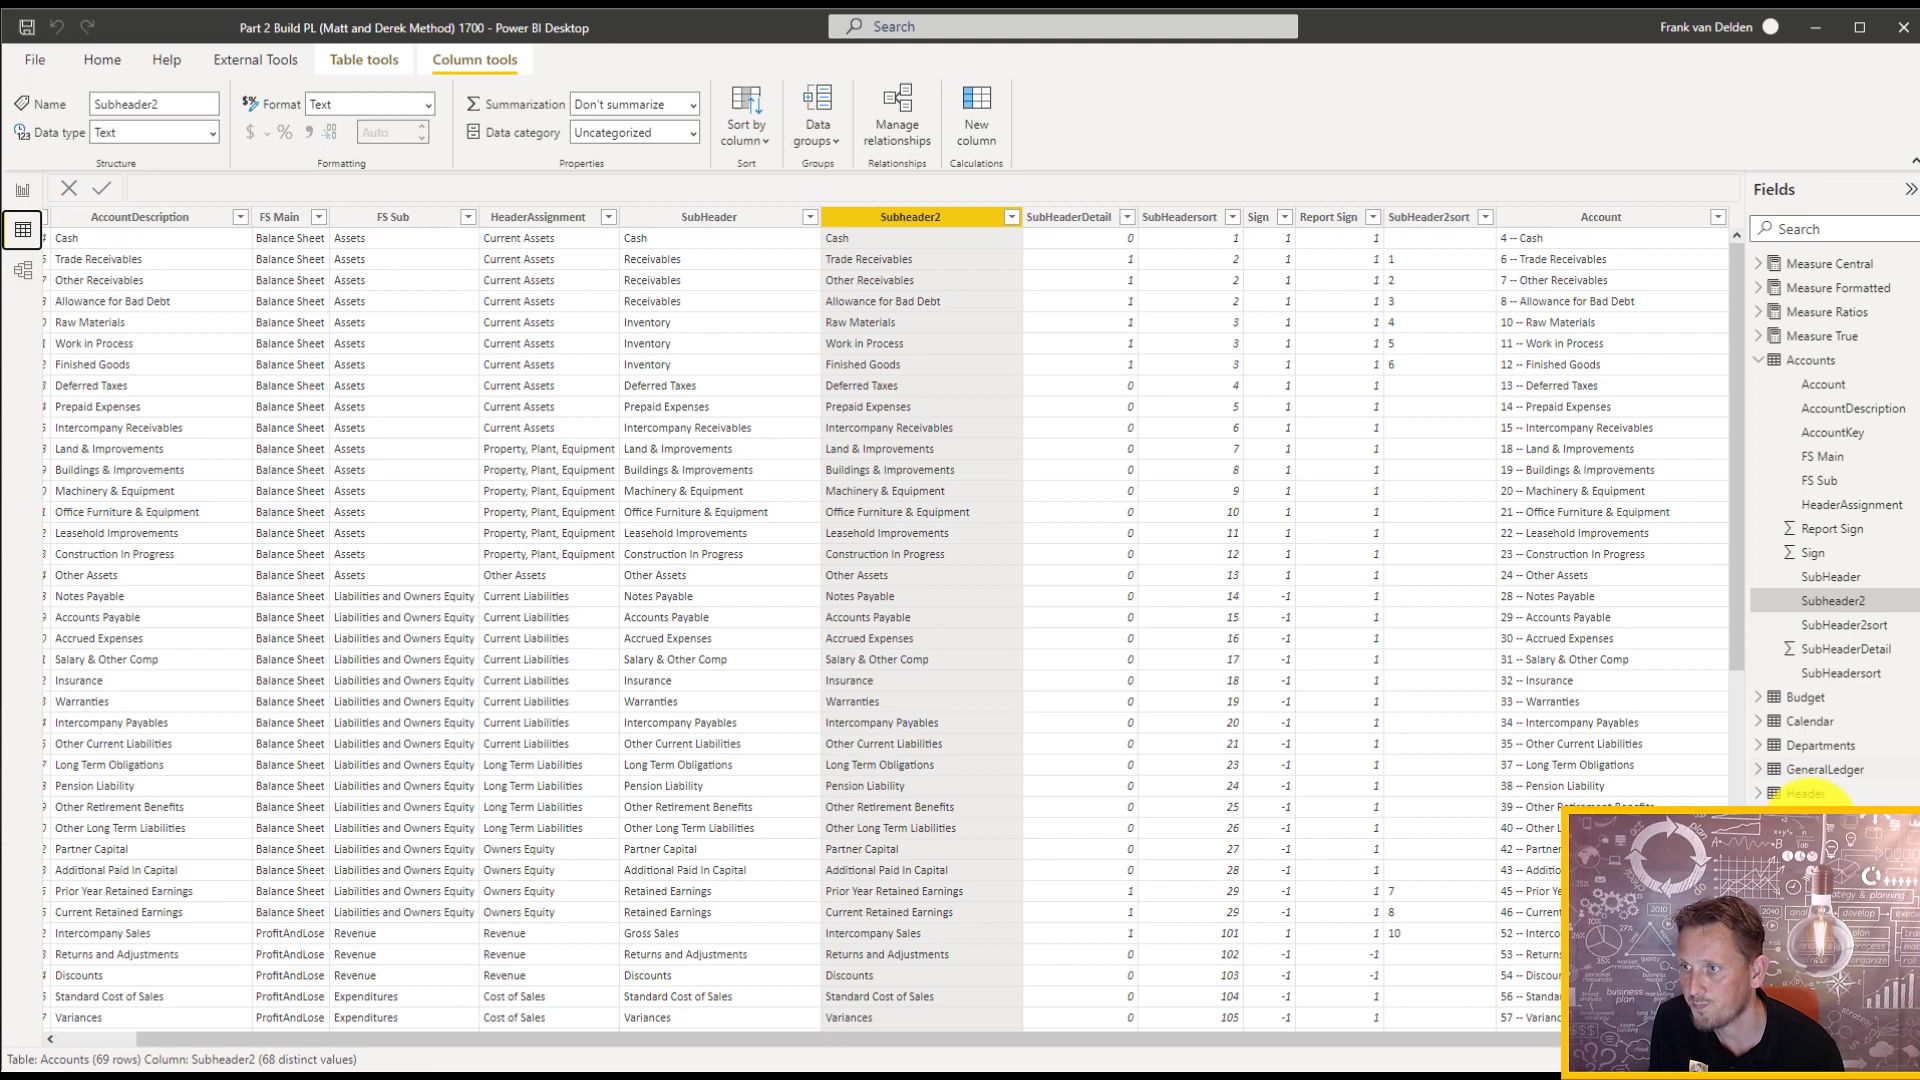 Part 2 Build PL (Matt and Derek Method) 1700 - Power BI Desktop
Search
Frank van Delden
File Home Help External Tools Table tools Column tools
Name Subheader2
Data type Text
Structure
Format Text
$ % Auto
Formatting
Summarization Don't summarize
Data category Uncategorized
Properties
Sort by column
Sort
Data groups
Groups
Manage relationships
Relationships
New column
Calculations
AccountDescription FS Main FS Sub HeaderAssignment SubHeader Subheader2 SubHeaderDetail SubHeadersort Sign Report Sign SubHeader2sort Account
Cash Balance Sheet Assets Current Assets Cash Cash 0 1 1 1 4 -- Cash
Trade Receivables Balance Sheet Assets Current Assets Receivables Trade Receivables 1 2 1 1 1 6 -- Trade Receivables
Other Receivables Balance Sheet Assets Current Assets Receivables Other Receivables 1 2 1 1 2 7 -- Other Receivables
Allowance for Bad Debt Balance Sheet Assets Current Assets Receivables Allowance for Bad Debt 1 2 1 1 3 8 -- Allowance for Bad Debt
Raw Materials Balance Sheet Assets Current Assets Inventory Raw Materials 1 3 1 1 4 10 -- Raw Materials
Work in Process Balance Sheet Assets Current Assets Inventory Work in Process 1 3 1 1 5 11 -- Work in Process
Finished Goods Balance Sheet Assets Current Assets Inventory Finished Goods 1 3 1 1 6 12 -- Finished Goods
Deferred Taxes Balance Sheet Assets Current Assets Deferred Taxes Deferred Taxes 0 4 1 1 13 -- Deferred Taxes
Prepaid Expenses Balance Sheet Assets Current Assets Prepaid Expenses Prepaid Expenses 0 5 1 1 14 -- Prepaid Expenses
Intercompany Receivables Balance Sheet Assets Current Assets Intercompany Receivables Intercompany Receivables 0 6 1 1 15 -- Intercompany Receivables
Land & Improvements Balance Sheet Assets Property, Plant, Equipment Land & Improvements Land & Improvements 0 7 1 1 18 -- Land & Improvements
Buildings & Improvements Balance Sheet Assets Property, Plant, Equipment Buildings & Improvements Buildings & Improvements 0 8 1 1 19 -- Buildings & Improvements
Machinery & Equipment Balance Sheet Assets Property, Plant, Equipment Machinery & Equipment Machinery & Equipment 0 9 1 1 20 -- Machinery & Equipment
Office Furniture & Equipment Balance Sheet Assets Property, Plant, Equipment Office Furniture & Equipment Office Furniture & Equipment 0 10 1 1 21 -- Office Furniture & Equipment
Leasehold Improvements Balance Sheet Assets Property, Plant, Equipment Leasehold Improvements Leasehold Improvements 0 11 1 1 22 -- Leasehold Improvements
Construction In Progress Balance Sheet Assets Property, Plant, Equipment Construction In Progress Construction In Progress 0 12 1 1 23 -- Construction In Progress
Other Assets Balance Sheet Assets Other Assets Other Assets Other Assets 0 13 1 1 24 -- Other Assets
Notes Payable Balance Sheet Liabilities and Owners Equity Current Liabilities Notes Payable Notes Payable 0 14 -1 1 28 -- Notes Payable
Accounts Payable Balance Sheet Liabilities and Owners Equity Current Liabilities Accounts Payable Accounts Payable 0 15 -1 1 29 -- Accounts Payable
Accrued Expenses Balance Sheet Liabilities and Owners Equity Current Liabilities Accrued Expenses Accrued Expenses 0 16 -1 1 30 -- Accrued Expenses
Salary & Other Comp Balance Sheet Liabilities and Owners Equity Current Liabilities Salary & Other Comp Salary & Other Comp 0 17 -1 1 31 -- Salary & Other Comp
Insurance Balance Sheet Liabilities and Owners Equity Current Liabilities Insurance Insurance 0 18 -1 1 32 -- Insurance
Warranties Balance Sheet Liabilities and Owners Equity Current Liabilities Warranties Warranties 0 19 -1 1 33 -- Warranties
Intercompany Payables Balance Sheet Liabilities and Owners Equity Current Liabilities Intercompany Payables Intercompany Payables 0 20 -1 1 34 -- Intercompany Payables
Other Current Liabilities Balance Sheet Liabilities and Owners Equity Current Liabilities Other Current Liabilities Other Current Liabilities 0 21 -1 1 35 -- Other Current Liabilities
Long Term Obligations Balance Sheet Liabilities and Owners Equity Long Term Liabilities Long Term Obligations Long Term Obligations 0 23 -1 1 37 -- Long Term Obligations
Pension Liability Balance Sheet Liabilities and Owners Equity Long Term Liabilities Pension Liability Pension Liability 0 24 -1 1 38 -- Pension Liability
Other Retirement Benefits Balance Sheet Liabilities and Owners Equity Long Term Liabilities Other Retirement Benefits Other Retirement Benefits 0 25 -1 1 39 -- Other Retirement Benefits
Other Long Term Liabilities Balance Sheet Liabilities and Owners Equity Long Term Liabilities Other Long Term Liabilities Other Long Term Liabilities 0 26 -1 1 40 -- Other L
Partner Capital Balance Sheet Liabilities and Owners Equity Owners Equity Partner Capital Partner Capital 0 27 -1 1 42 -- Partner
Additional Paid In Capital Balance Sheet Liabilities and Owners Equity Owners Equity Additional Paid In Capital Additional Paid In Capital 0 28 -1 1 43 -- Addition
Prior Year Retained Earnings Balance Sheet Liabilities and Owners Equity Owners Equity Retained Earnings Prior Year Retained Earnings 1 29 -1 1 7 45 -- Prior Ye
Current Retained Earnings Balance Sheet Liabilities and Owners Equity Owners Equity Retained Earnings Current Retained Earnings 1 29 -1 1 8 46 -- Current
Intercompany Sales ProfitAndLose Revenue Revenue Gross Sales Intercompany Sales 1 101 1 1 10 52 -- Interco
Returns and Adjustments ProfitAndLose Revenue Revenue Returns and Adjustments Returns and Adjustments 0 102 -1 -1 53 -- Returns
Discounts ProfitAndLose Revenue Revenue Discounts Discounts 0 103 -1 -1 54 -- Discoun
Standard Cost of Sales ProfitAndLose Expenditures Cost of Sales Standard Cost of Sales Standard Cost of Sales 0 104 -1 1 56 -- Standa
Variances ProfitAndLose Expenditures Cost of Sales Variances Variances 0 105 -1 1 57 -- Varianc
Table: Accounts (69 rows) Column: Subheader2 (68 distinct values)
Fields
Search
Measure Central
Measure Formatted
Measure Ratios
Measure True
Accounts
Account
AccountDescription
AccountKey
FS Main
FS Sub
HeaderAssignment
Report Sign
Sign
SubHeader
Subheader2
SubHeader2sort
SubHeaderDetail
SubHeadersort
Budget
Calendar
Departments
GeneralLedger
Header